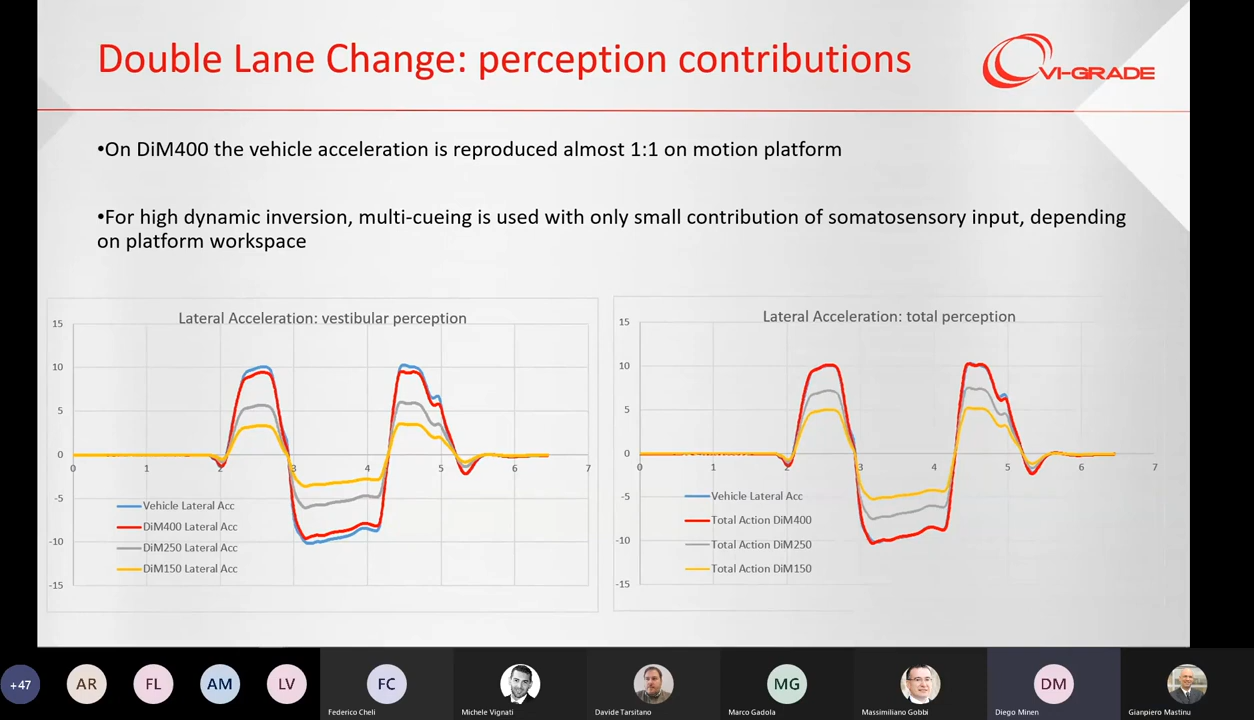 Double Lane Change: perception contributions
VI-GRADE
•On DiM400 the vehicle acceleration is reproduced almost 1:1 on motion platform
•For high dynamic inversion, multi-cueing is used with only small contribution of somatosensory input, depending
on platform workspace
Lateral Acceleration: vestibular perception
15
10
5
0
-5
-10
-15
0 1 2 3 4 5 6 7
Vehicle Lateral Acc
DiM400 Lateral Acc
DiM250 Lateral Acc
DiM150 Lateral Acc
Lateral Acceleration: total perception
15
10
5
0
-5
-10
-15
0 1 2 3 4 5 6 7
Vehicle Lateral Acc
Total Action DiM400
Total Action DiM250
Total Action DiM150
+47 AR FL AM LV FC MG DM
Federico Cheli Michele Vignati Davide Tarsitano Marco Gadola Massimiliano Gobbi Diego Minen Gianpiero Mastinu